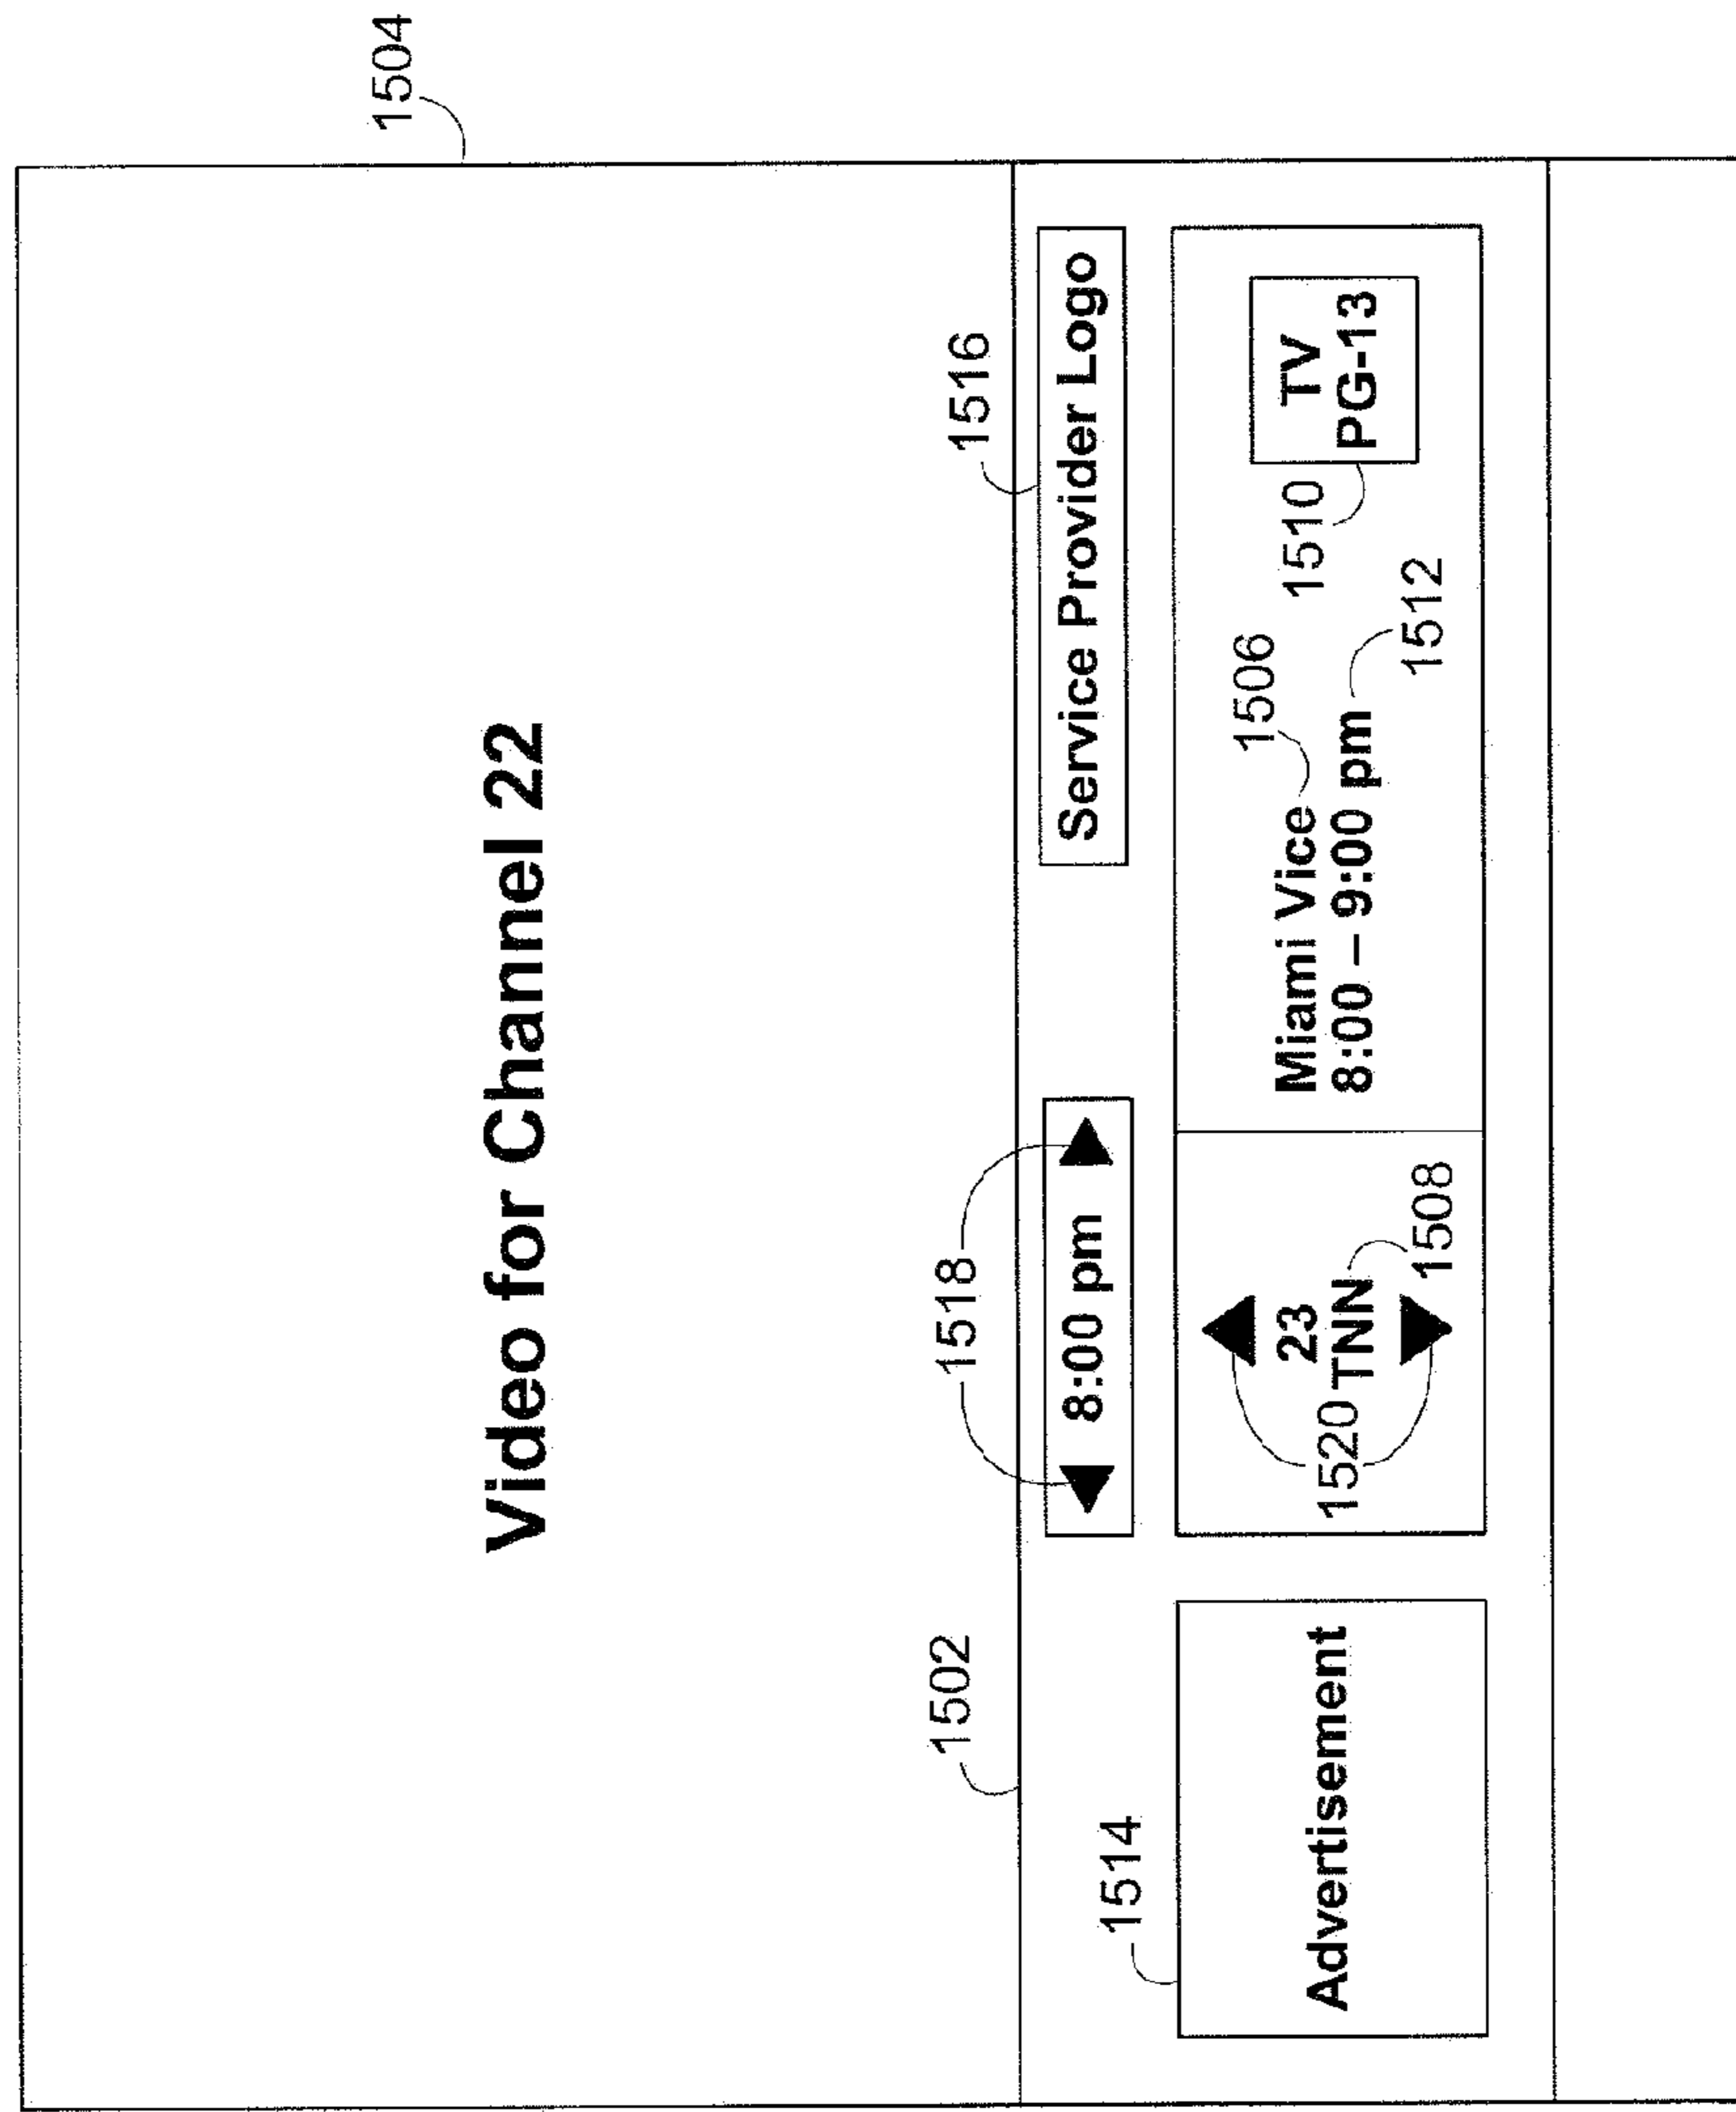 1504
Video for Channel 22
1502
1518
1516
8:00 pm
Service Provider Logo
1514
Advertisement
23
1520 TNN
1508
1506
Miami Vice
8:00 – 9:00 pm
1512
1510
TV
PG-13